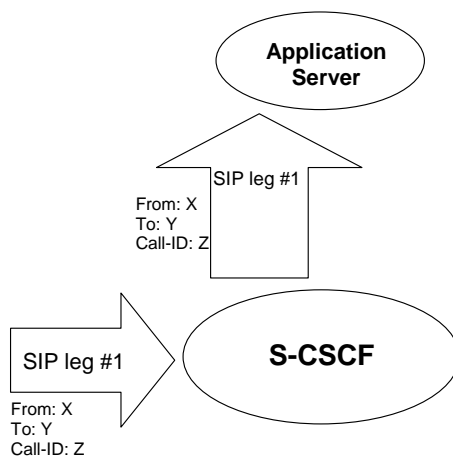 Application
Server
SIP leg #1
From: X
To: Y
Call-ID: Z
S-CSCF
SIP leg #1
From: X
To: Y
Call-ID: Z